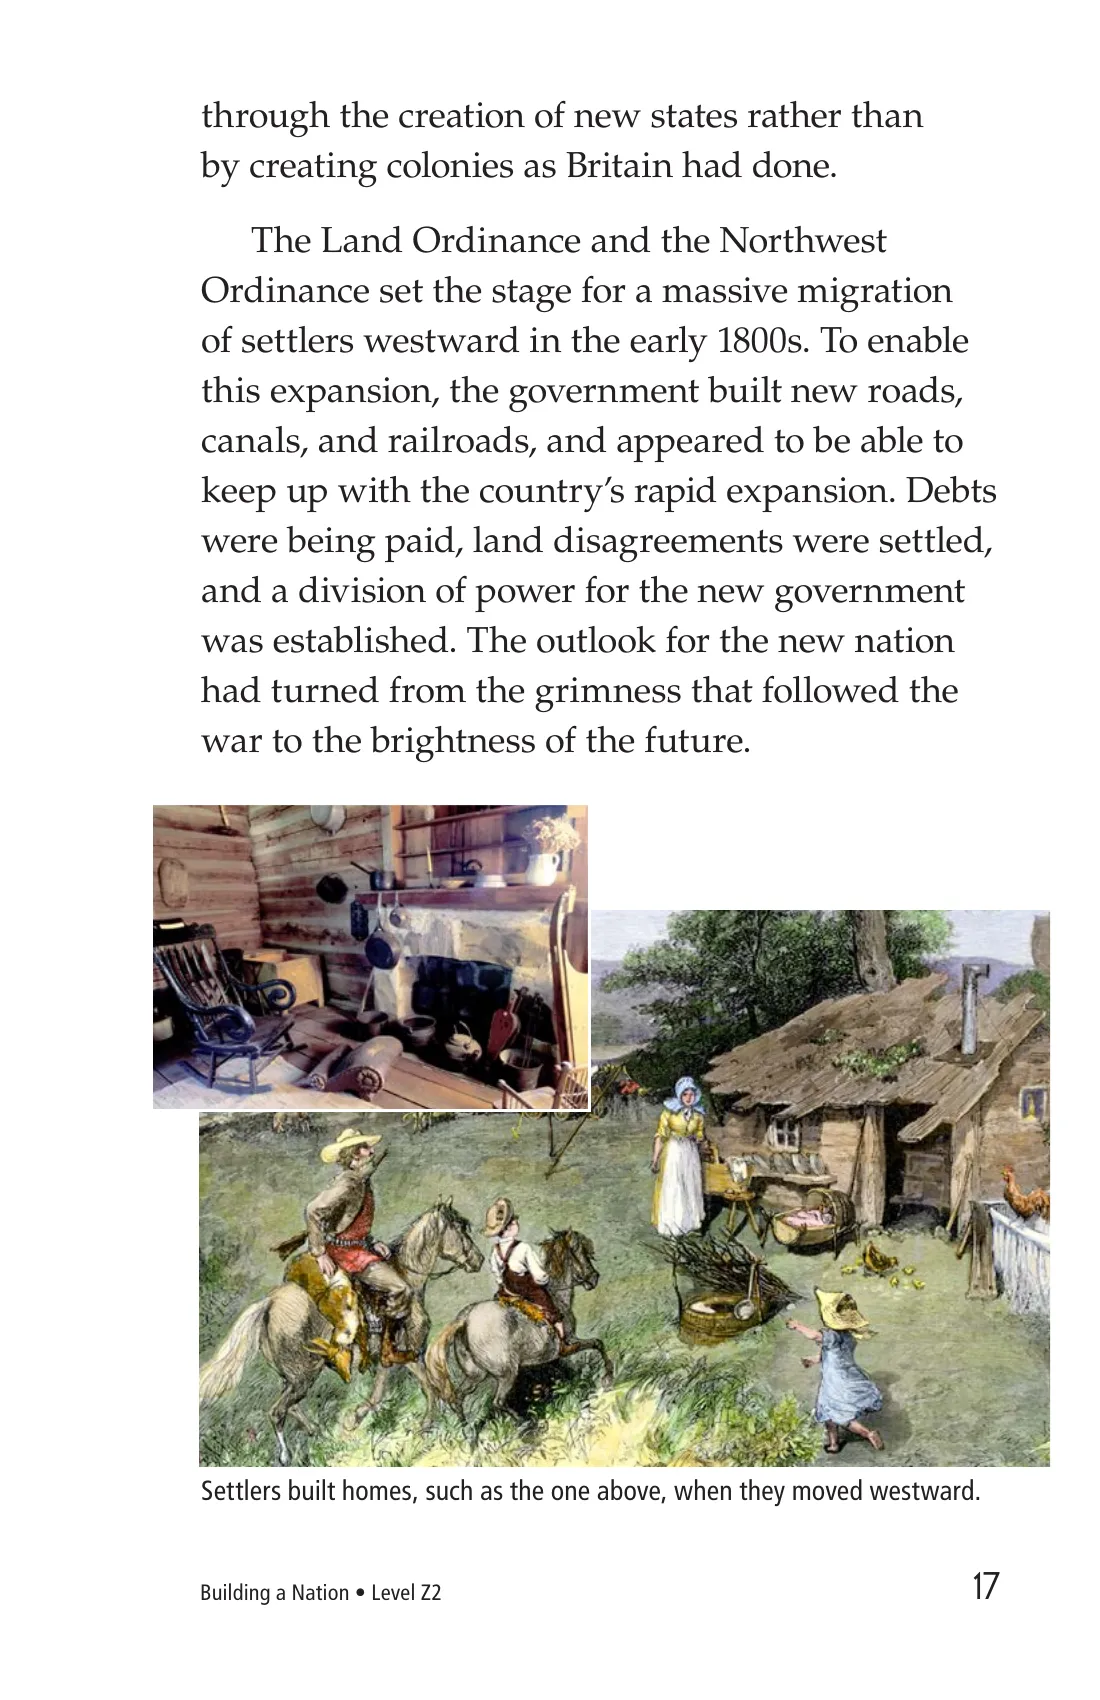 through the creation of new states rather than
by creating colonies as Britain had done.
The Land Ordinance and the Northwest
Ordinance set the stage for a massive migration
of settlers westward in the early 1800s. To enable
this expansion, the government built new roads,
canals, and railroads, and appeared to be able to
keep up with the country’s rapid expansion. Debts
were being paid, land disagreements were settled,
and a division of power for the new government
was established. The outlook for the new nation
had turned from the grimness that followed the
war to the brightness of the future.
Settlers built homes, such as the one above, when they moved westward.
Building a Nation • Level Z2
17